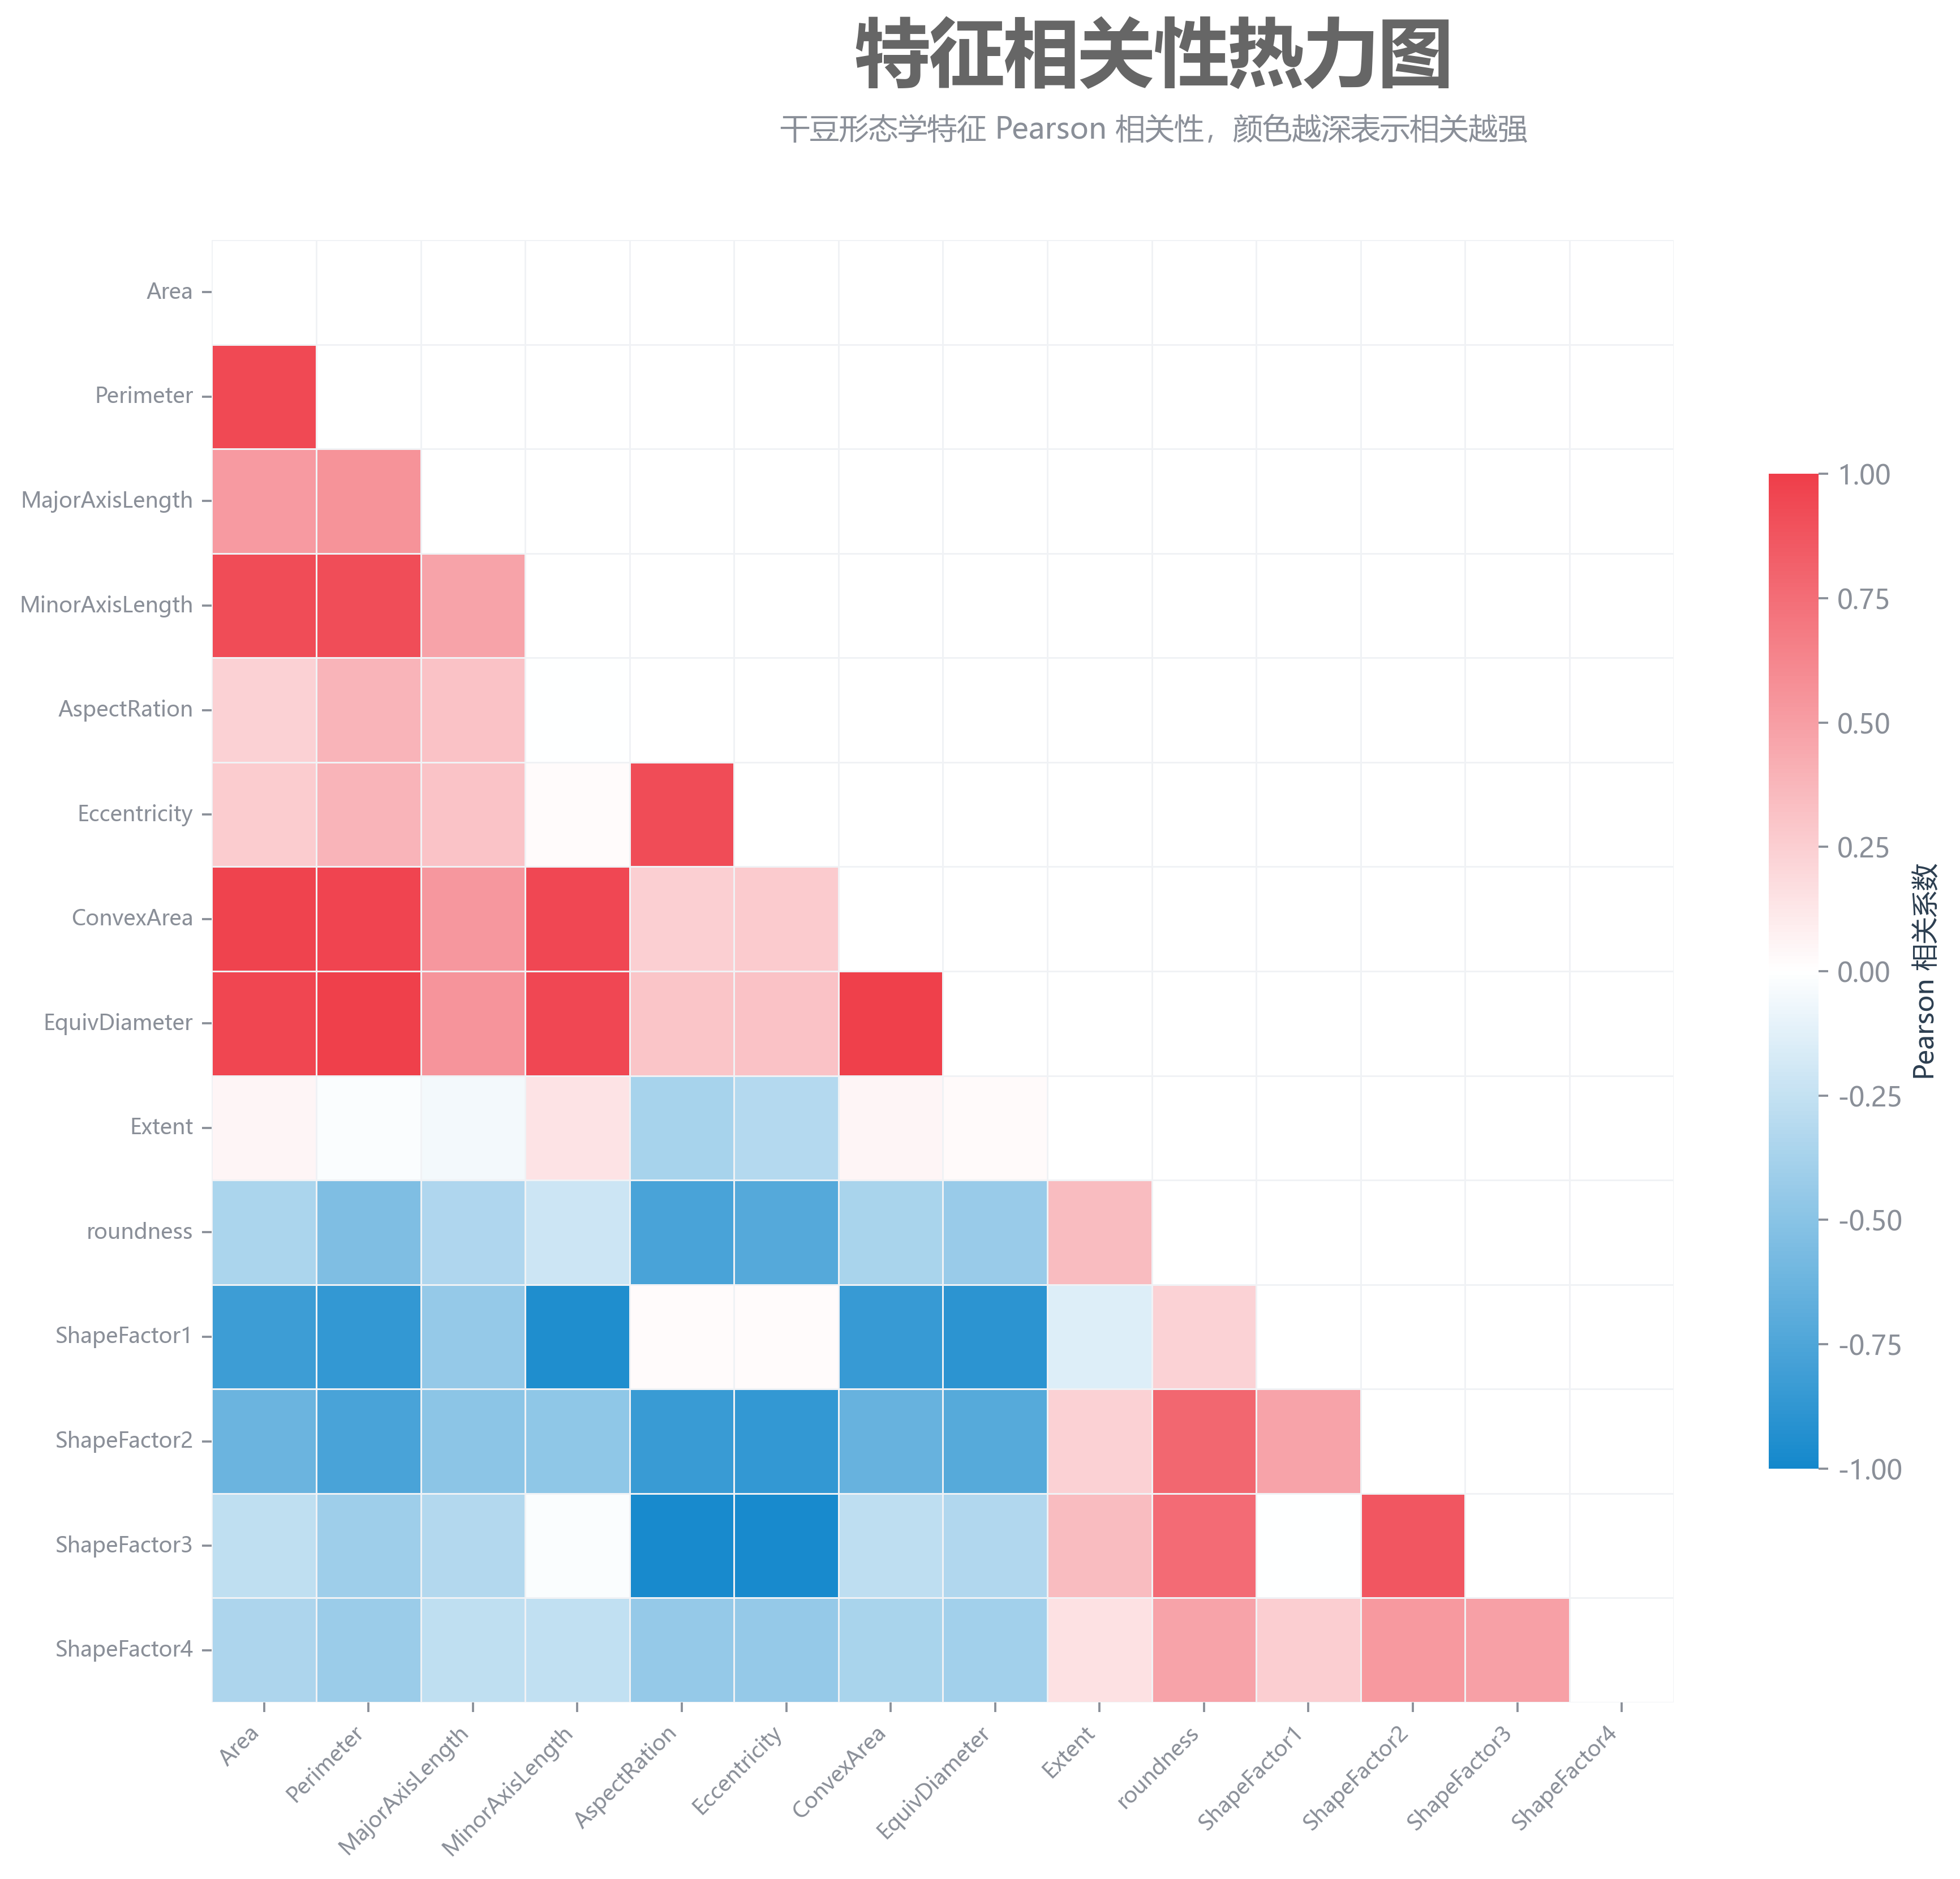 特征相关性热力图
干豆形态学特征 Pearson 相关性，颜色越深表示相关越强
Area
Perimeter
MajorAxisLength
MinorAxisLength
AspectRation
Eccentricity
ConvexArea
EquivDiameter
Extent
roundness
ShapeFactor1
ShapeFactor2
ShapeFactor3
ShapeFactor4
Area
Perimeter
MajorAxisLength
MinorAxisLength
AspectRation
Eccentricity
ConvexArea
EquivDiameter
Extent
roundness
ShapeFactor1
ShapeFactor2
ShapeFactor3
ShapeFactor4
1.00
0.75
0.50
0.25
0.00
-0.25
-0.50
-0.75
-1.00
Pearson 相关系数